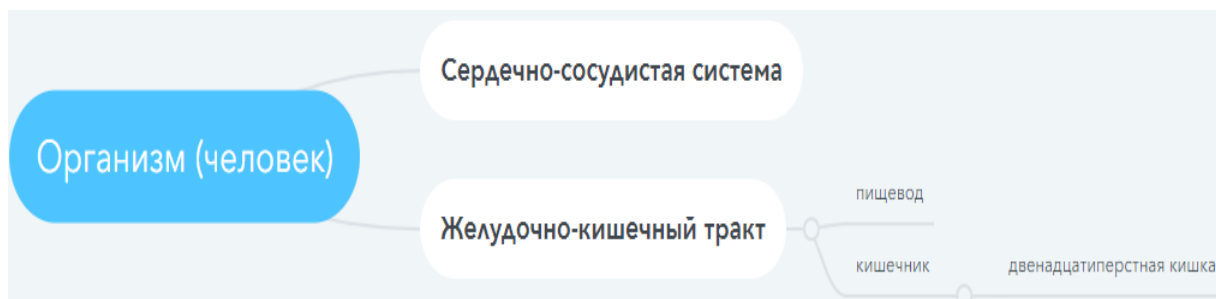 Сердечно-сосудистая система
Организм (человек)
пищевод
Желудочно-кишечный тракт
кишечник
двенадцатиперстная кишка